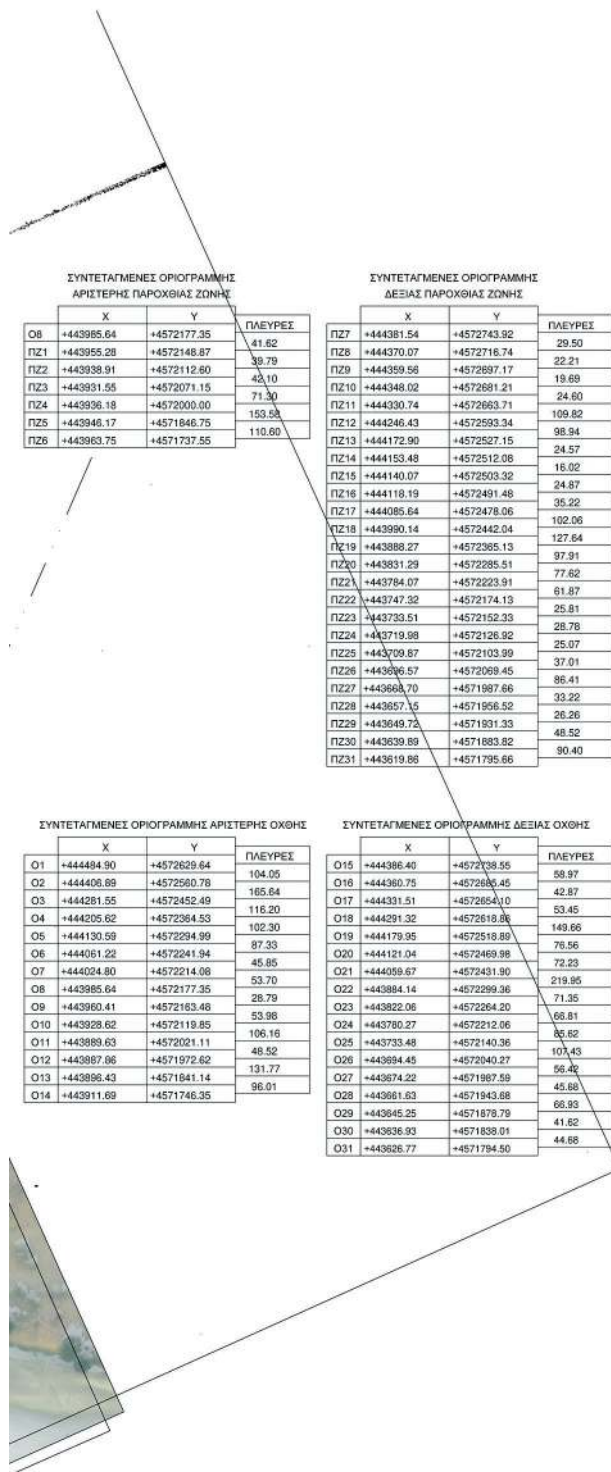 ΣΥΝΤΕΤΑΓΜΕΝΕΣ ΟΡΙΟΓΡΑΜΜΗΣ
ΑΡΙΣΤΕΡΗΣ ΠΑΡΟΧΘΙΑΣ ΖΩΝΗΣ
X Y ΠΛΕΥΡΕΣ
Ο8 +443985.64 +4572177.35
41.62
ΠΖ1 +443955.28 +4572148.87
39.79
ΠΖ2 +443938.91 +4572112.60
42.10
ΠΖ3 +443931.55 +4572071.15
71.30
ΠΖ4 +443936.18 +4572000.00
153.58
ΠΖ5 +443946.17 +4571846.75
110.60
ΠΖ6 +443963.75 +4571737.55
ΣΥΝΤΕΤΑΓΜΕΝΕΣ ΟΡΙΟΓΡΑΜΜΗΣ
ΔΕΞΙΑΣ ΠΑΡΟΧΘΙΑΣ ΖΩΝΗΣ
X Y ΠΛΕΥΡΕΣ
ΠΖ7 +444381.54 +4572743.92
29.50
ΠΖ8 +444370.07 +4572716.74
22.21
ΠΖ9 +444359.56 +4572697.17
19.69
ΠΖ10 +444348.02 +4572681.21
24.60
ΠΖ11 +444330.74 +4572663.71
109.82
ΠΖ12 +444246.43 +4572593.34
98.94
ΠΖ13 +444172.90 +4572527.15
24.57
ΠΖ14 +444153.48 +4572512.08
16.02
ΠΖ15 +444140.07 +4572503.32
24.87
ΠΖ16 +444118.19 +4572491.48
35.22
ΠΖ17 +444085.64 +4572478.06
102.06
ΠΖ18 +443990.14 +4572442.04
127.64
ΠΖ19 +443888.27 +4572365.13
97.91
ΠΖ20 +443831.29 +4572285.51
77.62
ΠΖ21 +443784.07 +4572223.91
61.87
ΠΖ22 +443747.32 +4572174.13
25.81
ΠΖ23 +443733.51 +4572152.33
28.78
ΠΖ24 +443719.98 +4572126.92
25.07
ΠΖ25 +443709.87 +4572103.99
37.01
ΠΖ26 +443696.57 +4572069.45
86.41
ΠΖ27 +443668.70 +4571987.66
33.22
ΠΖ28 +443657.15 +4571956.52
26.26
ΠΖ29 +443649.72 +4571931.33
48.52
ΠΖ30 +443639.89 +4571883.82
90.40
ΠΖ31 +443619.86 +4571795.66
ΣΥΝΤΕΤΑΓΜΕΝΕΣ ΟΡΙΟΓΡΑΜΜΗΣ ΑΡΙΣΤΕΡΗΣ ΟΧΘΗΣ
X Y ΠΛΕΥΡΕΣ
Ο1 +444484.90 +4572629.64
104.05
Ο2 +444406.89 +4572560.78
165.64
Ο3 +444281.55 +4572452.49
116.20
Ο4 +444205.62 +4572364.53
102.30
Ο5 +444130.59 +4572294.99
87.33
Ο6 +444061.22 +4572241.94
45.85
Ο7 +444024.80 +4572214.08
53.70
Ο8 +443985.64 +4572177.35
28.79
Ο9 +443960.41 +4572163.48
53.98
Ο10 +443928.62 +4572119.85
106.16
Ο11 +443889.63 +4572021.11
48.52
Ο12 +443887.86 +4571972.62
131.77
Ο13 +443896.43 +4571841.14
96.01
Ο14 +443911.69 +4571746.35
ΣΥΝΤΕΤΑΓΜΕΝΕΣ ΟΡΙΟΓΡΑΜΜΗΣ ΔΕΞΙΑΣ ΟΧΘΗΣ
X Y ΠΛΕΥΡΕΣ
Ο15 +444386.40 +4572738.55
58.97
Ο16 +444360.75 +4572685.45
42.87
Ο17 +444331.51 +4572654.10
53.45
Ο18 +444291.32 +4572618.86
149.66
Ο19 +444179.95 +4572518.89
76.56
Ο20 +444121.04 +4572469.98
72.23
Ο21 +444059.67 +4572431.90
219.95
Ο22 +443884.14 +4572299.36
71.35
Ο23 +443822.06 +4572264.20
66.81
Ο24 +443780.27 +4572212.06
85.62
Ο25 +443733.48 +4572140.36
107.43
Ο26 +443694.45 +4572040.27
56.42
Ο27 +443674.22 +4571987.59
45.68
Ο28 +443661.63 +4571943.68
66.93
Ο29 +443645.25 +4571878.79
41.62
Ο30 +443636.93 +4571838.01
44.68
Ο31 +443626.77 +4571794.50